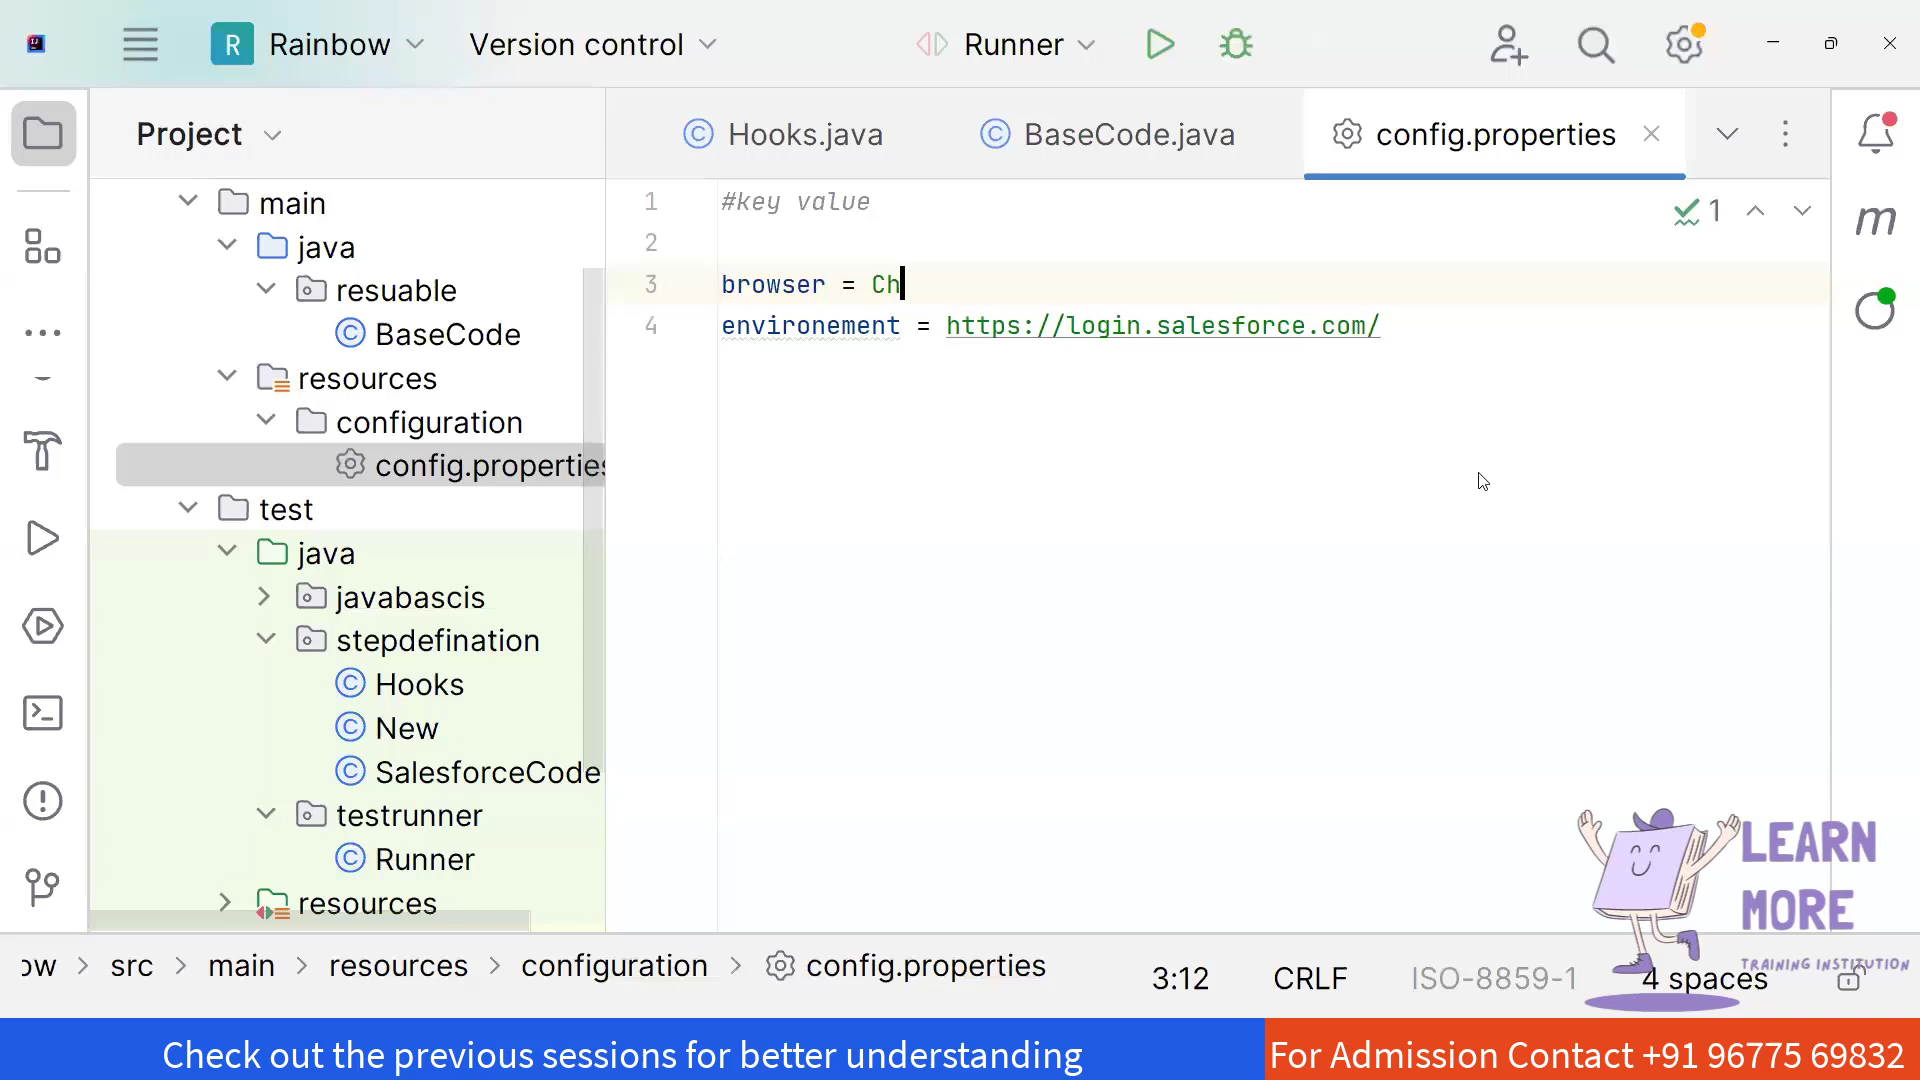 R Rainbow Version control Runner
Project
Hooks.java BaseCode.java config.properties
main
java
resuable
BaseCode
resources
configuration
config.properties
test
java
javabascis
stepdefination
Hooks
New
SalesforceCode
testrunner
Runner
resources
1 #key value
2
3 browser = Ch
4 environement = https://login.salesforce.com/
1
m
LEARN
MORE
TRAINING INSTITUTION
ow > src > main > resources > configuration > config.properties 3:12 CRLF ISO-8859-1 4 spaces
Check out the previous sessions for better understanding
For Admission Contact +91 96775 69832